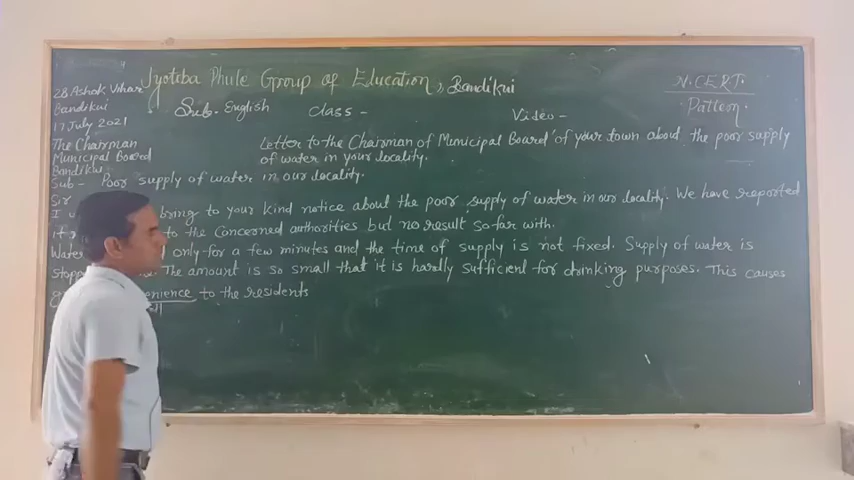 Jyotoba Phule Group of Education, Bandikui
N.C.E.R.T.
Pattern
Sub. English class - Video -
28 Ashok Vihar
Bandikui
17 July 2021
The Chairman
Municipal Board
Bandikui
Letter to the Chairman of Municipal Board of your town about the poor supply
of water in your locality.
Sub - Poor supply of water in our locality.
Sir
I bring to your kind notice about the poor supply of water in our locality. We have reported
it to the Concerned authorities but no result so far with.
Water only for a few minutes and the time of supply is not fixed. Supply of water is
The amount is so small that it is hardly sufficient for drinking purposes. This causes
to the residents